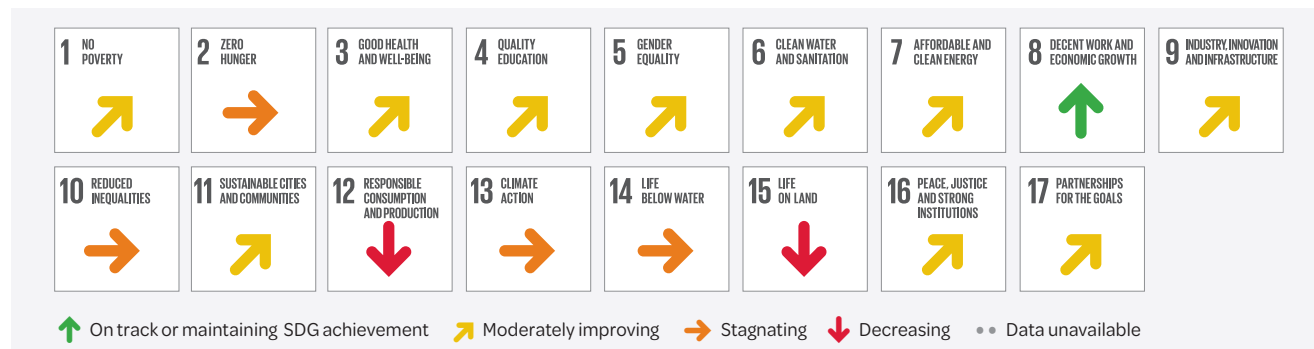 1 NO
POVERTY
2 ZERO
HUNGER
3 GOOD HEALTH
AND WELL-BEING
4 QUALITY
EDUCATION
5 GENDER
EQUALITY
6 CLEAN WATER
AND SANITATION
7 AFFORDABLE AND
CLEAN ENERGY
8 DECENT WORK AND
ECONOMIC GROWTH
9 INDUSTRY, INNOVATION
AND INFRASTRUCTURE
10 REDUCED
INEQUALITIES
11 SUSTAINABLE CITIES
AND COMMUNITIES
12 RESPONSIBLE
CONSUMPTION
AND PRODUCTION
13 CLIMATE
ACTION
14 LIFE
BELOW WATER
15 LIFE
ON LAND
16 PEACE, JUSTICE
AND STRONG
INSTITUTIONS
17 PARTNERSHIPS
FOR THE GOALS
On track or maintaining SDG achievement Moderately improving Stagnating Decreasing Data unavailable